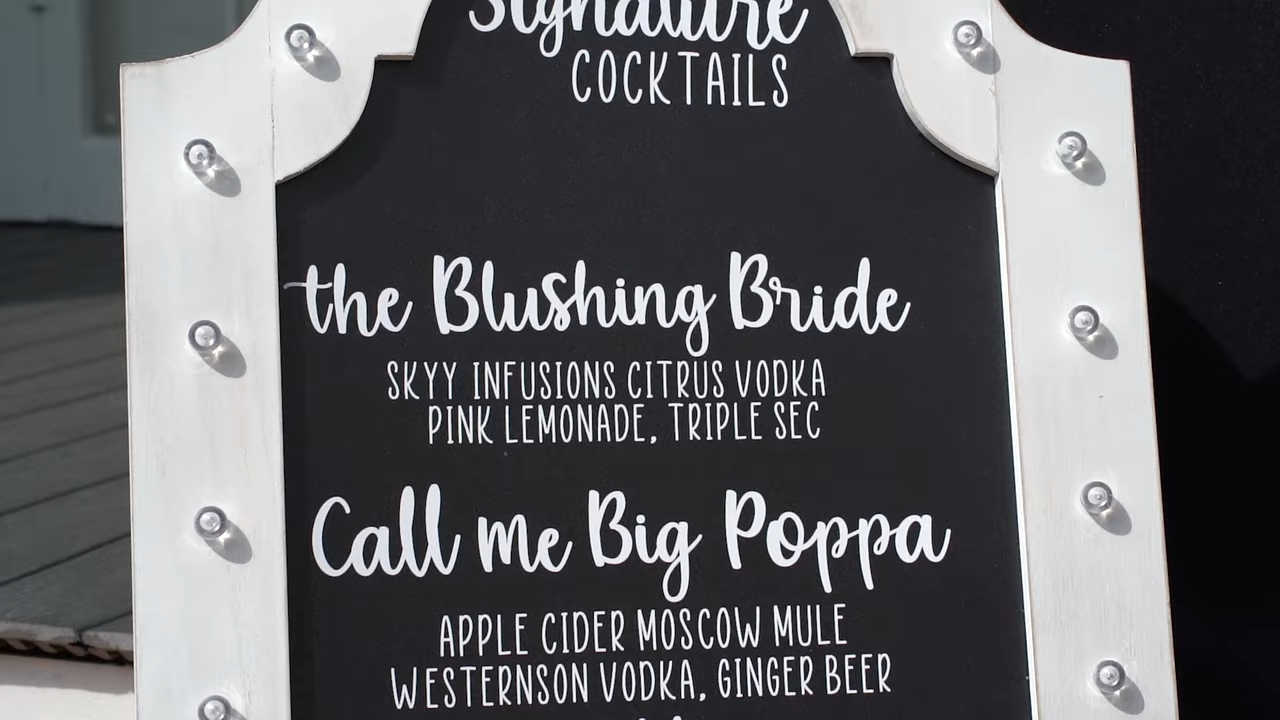 Signature
COCKTAILS
the Blushing Bride
SKYY INFUSIONS CITRUS VODKA
PINK LEMONADE, TRIPLE SEC
Call me Big Poppa
APPLE CIDER MOSCOW MULE
WESTERNSON VODKA, GINGER BEER